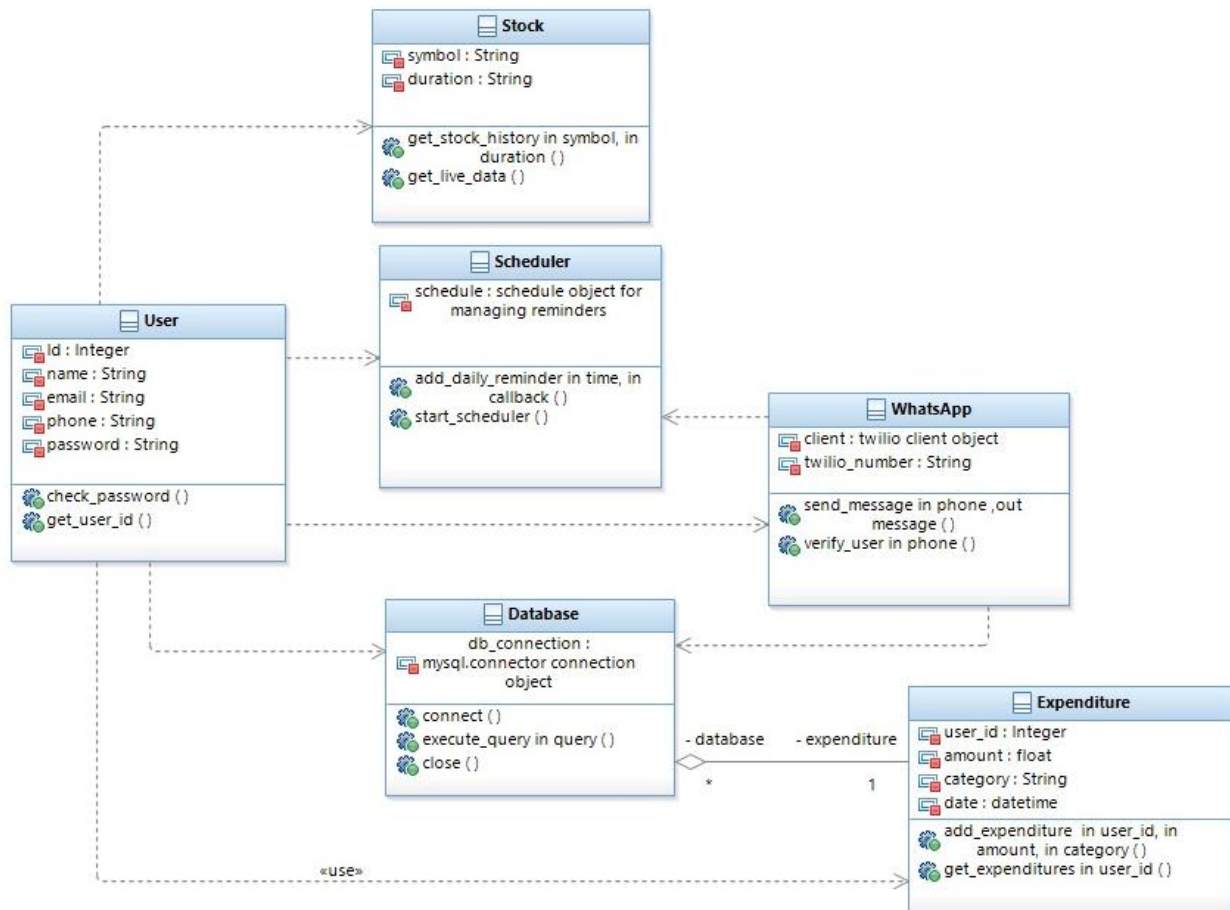 Stock
symbol : String
duration : String
get_stock_history in symbol, in
duration ( )
get_live_data ( )
Scheduler
schedule : schedule object for
managing reminders
add_daily_reminder in time, in
callback ( )
start_scheduler ( )
User
Id : Integer
name : String
email : String
phone : String
password : String
check_password ( )
get_user_id ( )
WhatsApp
client : twilio client object
twilio_number : String
send_message in phone ,out
message ( )
verify_user in phone ( )
Database
db_connection :
mysql.connector connection
object
connect ( )
execute_query in query ( )
close ( )
- database
- expenditure
*
1
Expenditure
user_id : Integer
amount : float
category : String
date : datetime
add_expenditure in user_id, in
amount, in category ( )
get_expenditures in user_id ( )
«use»